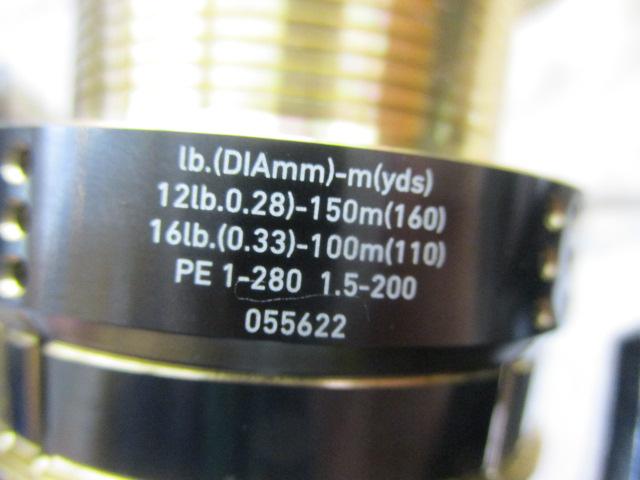 lb.(DIAmm)-m(yds)
12lb.0.28)-150m(160)
16lb.(0.33)-100m(110)
PE 1-280 1.5-200
055622